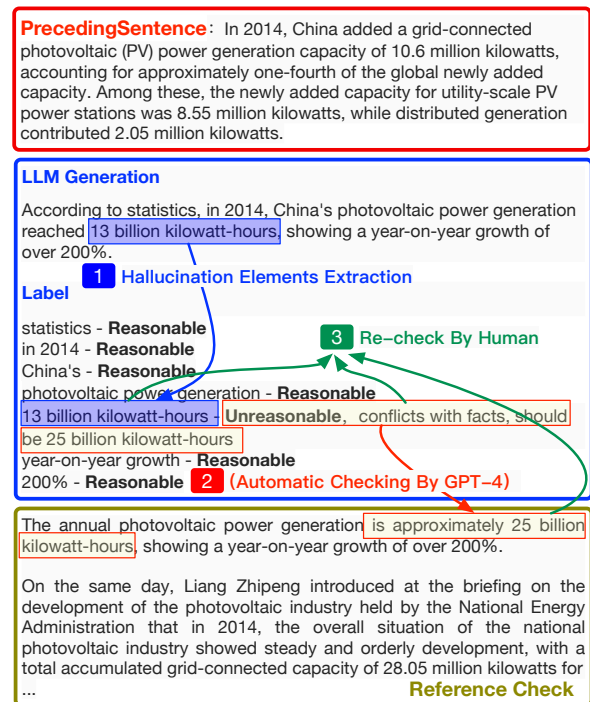 PrecedingSentence: In 2014, China added a grid-connected
photovoltaic (PV) power generation capacity of 10.6 million kilowatts,
accounting for approximately one-fourth of the global newly added
capacity. Among these, the newly added capacity for utility-scale PV
power stations was 8.55 million kilowatts, while distributed generation
contributed 2.05 million kilowatts.
LLM Generation
According to statistics, in 2014, China's photovoltaic power generation
reached 13 billion kilowatt-hours, showing a year-on-year growth of
over 200%.
1 Hallucination Elements Extraction
Label
statistics - Reasonable
in 2014 - Reasonable
3 Re-check By Human
China's - Reasonable
photovoltaic power generation - Reasonable
13 billion kilowatt-hours - Unreasonable, conflicts with facts, should
be 25 billion kilowatt-hours
year-on-year growth - Reasonable
200% - Reasonable 2 (Automatic Checking By GPT-4)
The annual photovoltaic power generation is approximately 25 billion
kilowatt-hours, showing a year-on-year growth of over 200%.
On the same day, Liang Zhipeng introduced at the briefing on the
development of the photovoltaic industry held by the National Energy
Administration that in 2014, the overall situation of the national
photovoltaic industry showed steady and orderly development, with a
total accumulated grid-connected capacity of 28.05 million kilowatts for
...
Reference Check